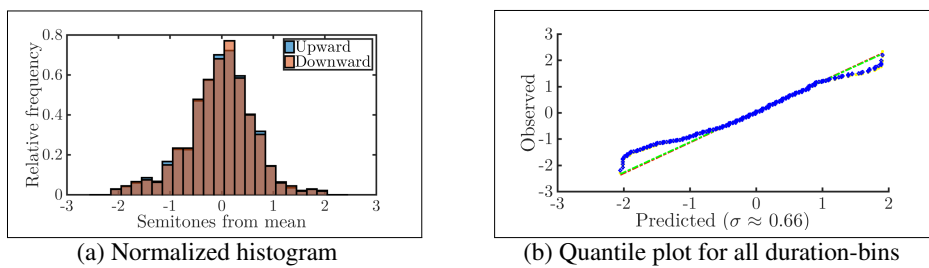 0.8
0.6
0.4
0.2
0
Relative frequency
Upward
Downward
-3 -2 -1 0 1 2 3
Semitones from mean
(a) Normalized histogram
3
2
1
0
-1
-2
-3
Observed
-3 -2 -1 0 1 2
Predicted (σ ≈ 0.66)
(b) Quantile plot for all duration-bins